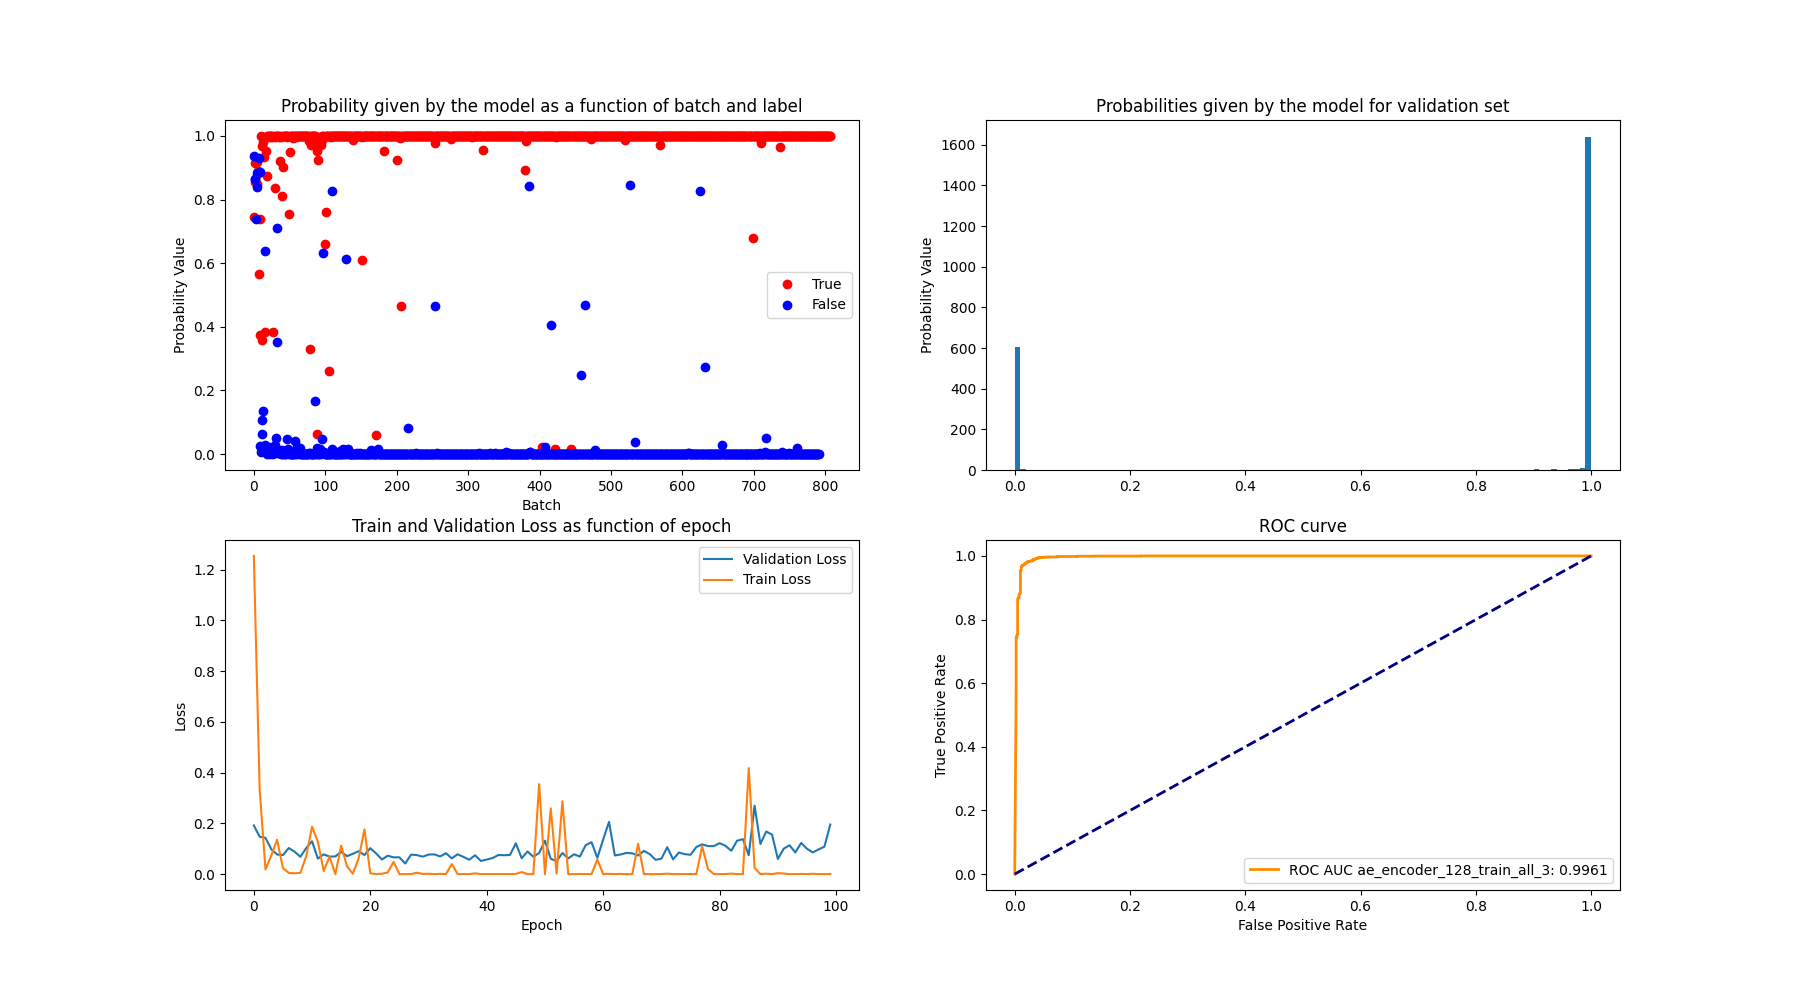 Probability given by the model as a function of batch and label
1.0
0.8
0.6
0.4
0.2
0.0
Probability Value
0 100 200 300 400 500 600 700 800
Batch
True
False
Probabilities given by the model for validation set
1600
1400
1200
1000
800
600
400
200
0
Probability Value
0.0 0.2 0.4 0.6 0.8 1.0
Train and Validation Loss as function of epoch
1.2
1.0
0.8
0.6
0.4
0.2
0.0
Loss
0 20 40 60 80 100
Epoch
Validation Loss
Train Loss
ROC curve
1.0
0.8
0.6
0.4
0.2
0.0
True Positive Rate
0.0 0.2 0.4 0.6 0.8 1.0
False Positive Rate
ROC AUC ae_encoder_128_train_all_3: 0.9961